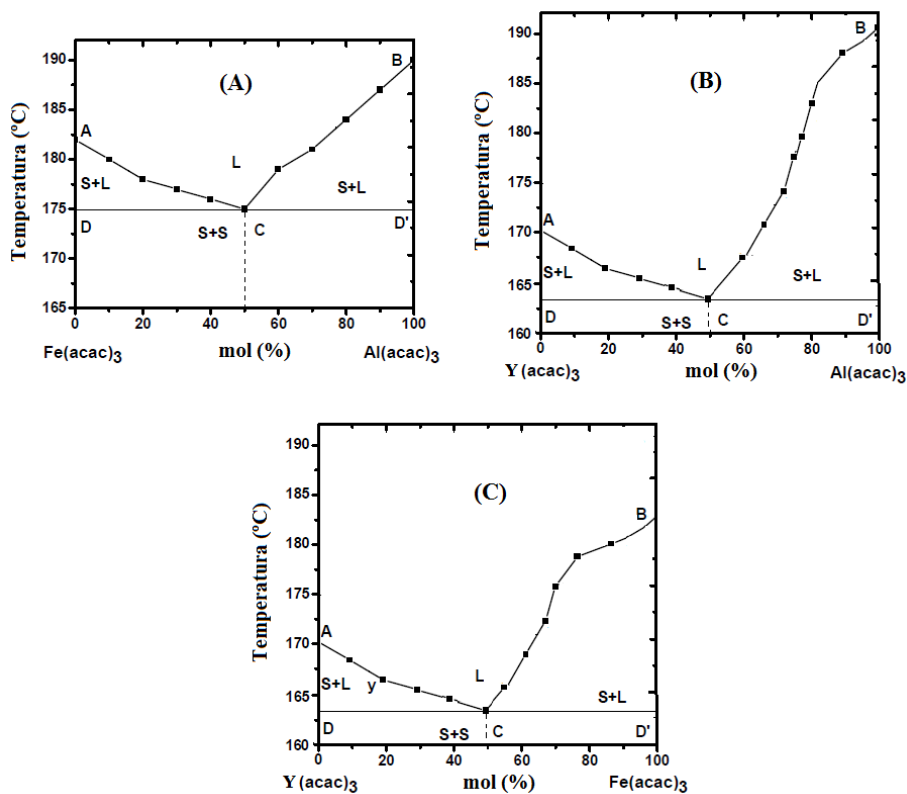 (A)
Temperatura (ºC)
190
185
180
175
170
165
A
B
L
S+L
S+L
D
S+S
C
D'
0 20 40 60 80 100
Fe(acac)3 mol (%) Al(acac)3
(B)
Temperatura (ºC)
190
185
180
175
170
165
160
B
A
L
S+L
S+L
D
S+S
C
D'
0 20 40 60 80 100
Y (acac)3 mol (%) Al(acac)3
(C)
Temperatura (ºC)
190
185
180
175
170
165
160
B
A
L
S+L
y
S+L
D
S+S
C
D'
0 20 40 60 80 100
Y (acac)3 mol (%) Fe(acac)3